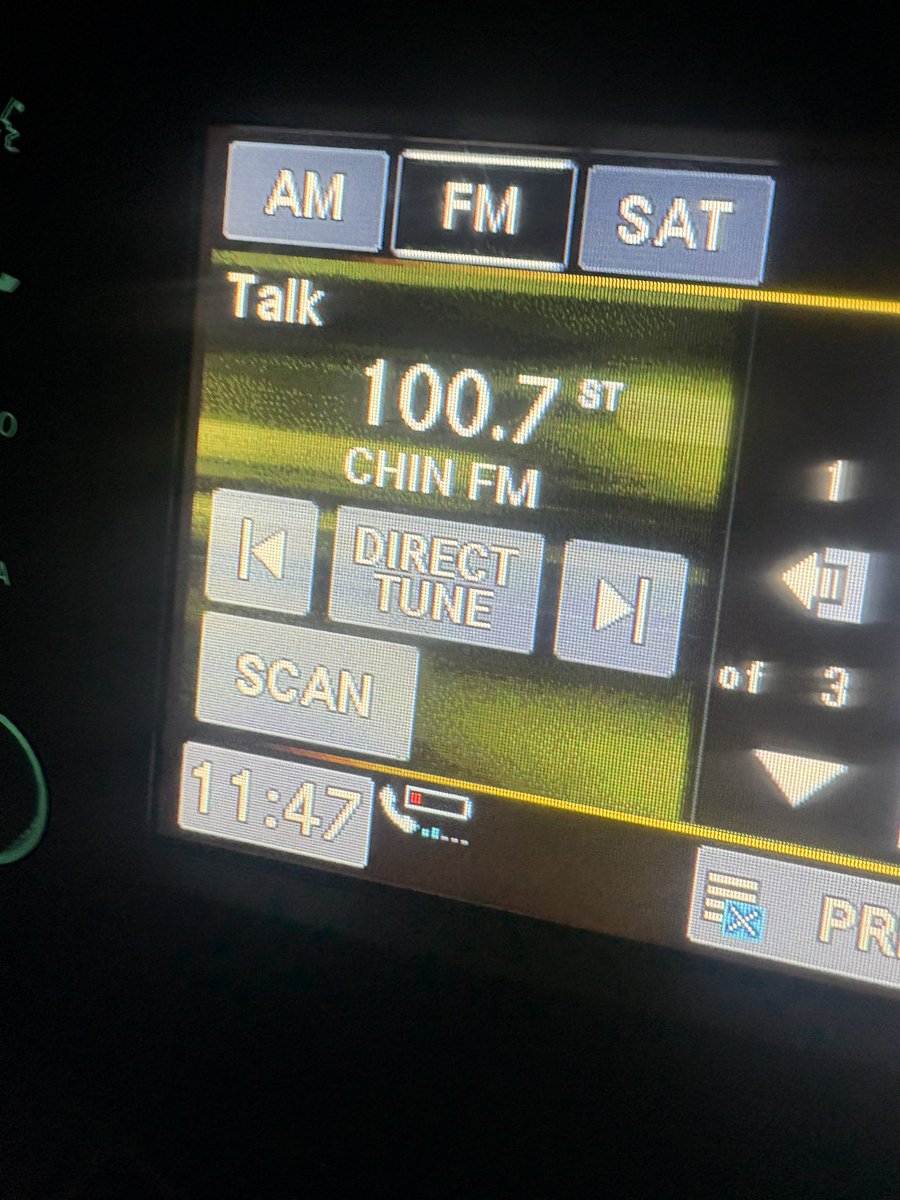 AM FM SAT
Talk
100.7 ST
CHIN FM
DIRECT
TUNE
SCAN
1
of 3
11:47